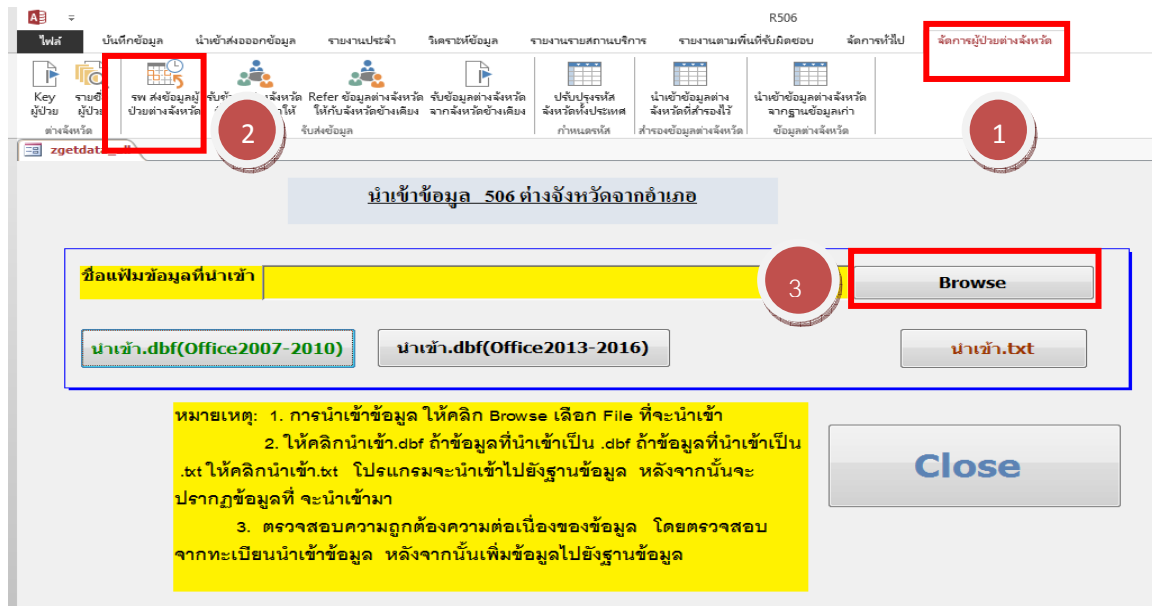 R506
ไฟล์ บันทึกข้อมูล นำเข้าส่งออกข้อมูล รายงานประจำ วิเคราะห์ข้อมูล รายงานรายสถานบริการ รายงานตามพื้นที่รับผิดชอบ จัดการทั่วไป จัดการผู้ป่วยต่างจังหวัด
Key รพ ส่งข้อมูลผู้ Refer ข้อมูลต่างจังหวัด รับข้อมูลต่างจังหวัด ปรับปรุงรหัส นำเข้าข้อมูลต่าง นำเข้าข้อมูลต่างจังหวัด
ผู้ป่วย ป่วยต่างจังหวัด ให้กับจังหวัดข้างเคียง จากจังหวัดข้างเคียง จังหวัดทั้งประเทศ จังหวัดที่สำรองไว้ จากฐานข้อมูลเก่า
ต่างจังหวัด รับส่งข้อมูล กำหนดรหัส สำรองข้อมูลต่างจังหวัด ข้อมูลต่างจังหวัด
2
1
นำเข้าข้อมูล 506 ต่างจังหวัดจากอำเภอ
ชื่อแฟ้มข้อมูลที่นำเข้า
3
Browse
นำเข้า.dbf(Office2007-2010) นำเข้า.dbf(Office2013-2016) นำเข้า.txt
หมายเหตุ: 1. การนำเข้าข้อมูล ให้คลิก Browse เลือก File ที่จะนำเข้า
2. ให้คลิกนำเข้า.dbf ถ้าข้อมูลที่นำเข้าเป็น .dbf ถ้าข้อมูลที่นำเข้าเป็น
.txt ให้คลิกนำเข้า.txt โปรแกรมจะนำเข้าไปยังฐานข้อมูล หลังจากนั้นจะ
ปรากฏข้อมูลที่ จะนำเข้ามา
3. ตรวจสอบความถูกต้องความต่อเนื่องของข้อมูล โดยตรวจสอบ
จากทะเบียนนำเข้าข้อมูล หลังจากนั้นเพิ่มข้อมูลไปยังฐานข้อมูล
Close